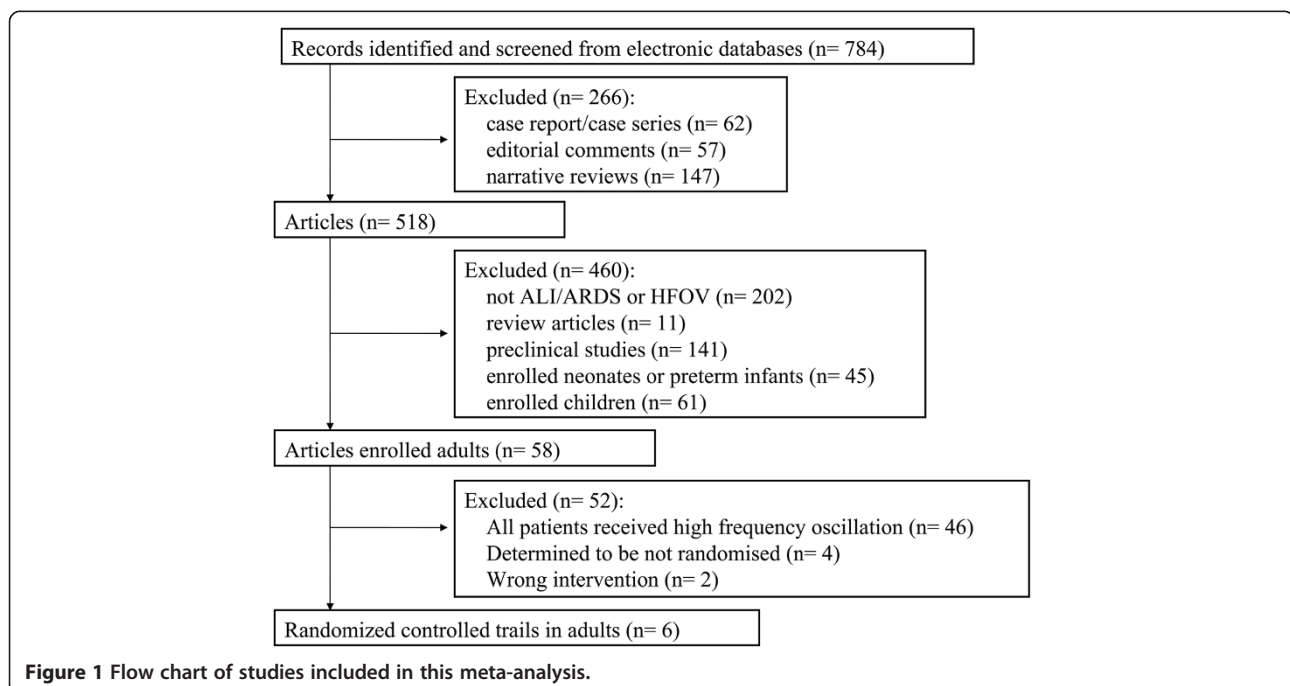 Records identified and screened from electronic databases (n= 784)
Excluded (n= 266):
case report/case series (n= 62)
editorial comments (n= 57)
narrative reviews (n= 147)
Articles (n= 518)
Excluded (n= 460):
not ALI/ARDS or HFOV (n= 202)
review articles (n= 11)
preclinical studies (n= 141)
enrolled neonates or preterm infants (n= 45)
enrolled children (n= 61)
Articles enrolled adults (n= 58)
Excluded (n= 52):
All patients received high frequency oscillation (n= 46)
Determined to be not randomised (n= 4)
Wrong intervention (n= 2)
Randomized controlled trails in adults (n= 6)
Figure 1 Flow chart of studies included in this meta-analysis.